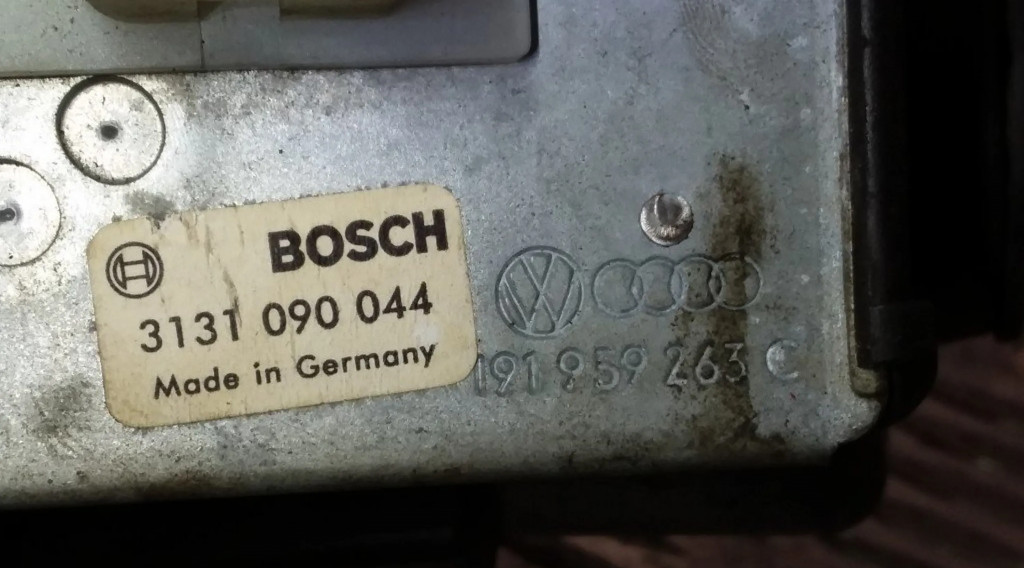 BOSCH
3131 090 044
Made in Germany
191 959 263 C